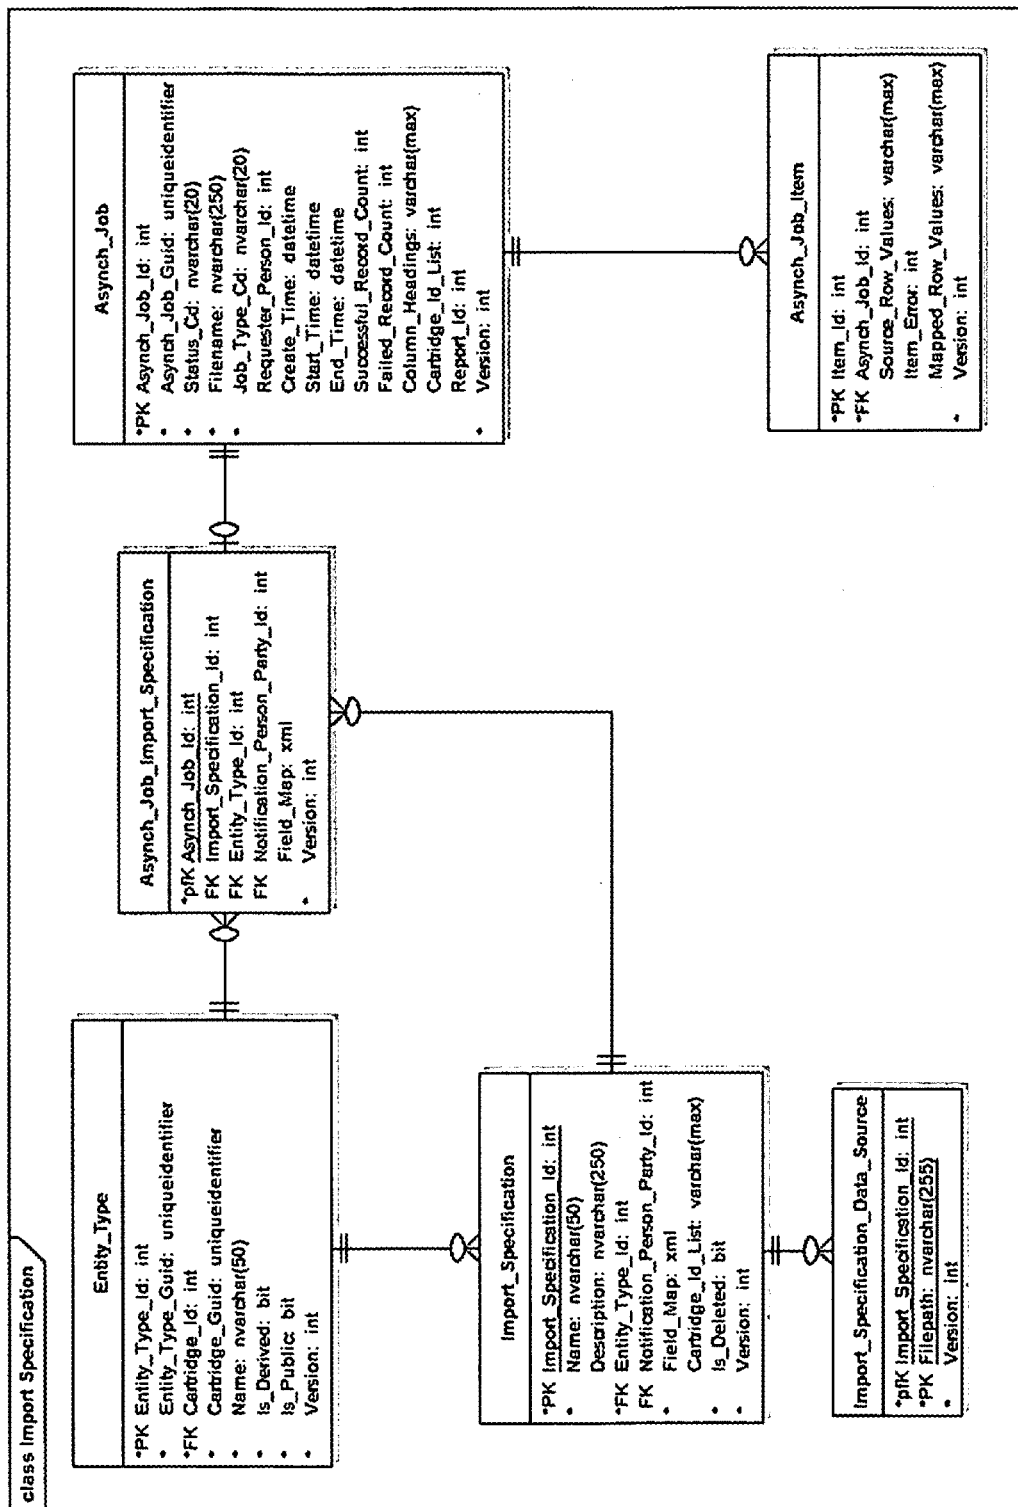 class Import Specification
Entity_Type
*PK Entity_Type_Id: int
* Entity_Type_Guid: uniqueidentifier
*FK Cartridge_Id: int
* Cartridge_Guid: uniqueidentifier
* Name: nvarchar(50)
* Is_Derived: bit
* Is_Public: bit
* Version: int
Asynch_Job_Import_Specification
*pfK Asynch_Job_Id: int
FK Import_Specification_Id: int
FK Entity_Type_Id: int
FK Notification_Person_Party_Id: int
Field_Map: xml
* Version: int
Asynch_Job
*PK Asynch_Job_Id: int
* Asynch_Job_Guid: uniqueidentifier
* Status_Cd: nvarchar(20)
* Filename: nvarchar(250)
* Job_Type_Cd: nvarchar(20)
Requester_Person_Id: int
Create_Time: datetime
Start_Time: datetime
End_Time: datetime
Successful_Record_Count: int
Failed_Record_Count: int
Column_Headings: varchar(max)
Cartridge_Id_List: int
Report_Id: int
* Version: int
Import_Specification
*PK Import_Specification_Id: int
* Name: nvarchar(50)
Description: nvarchar(250)
*FK Entity_Type_Id: int
FK Notification_Person_Party_Id: int
* Field_Map: xml
Cartridge_Id_List: varchar(max)
* Is_Deleted: bit
* Version: int
Import_Specification_Data_Source
*pfK Import_Specification_Id: int
*PK Filepath: nvarchar(255)
* Version: int
Asynch_Job_Item
*PK Item_Id: int
*FK Asynch_Job_Id: int
Source_Row_Values: varchar(max)
Item_Error: int
Mapped_Row_Values: varchar(max)
* Version: int